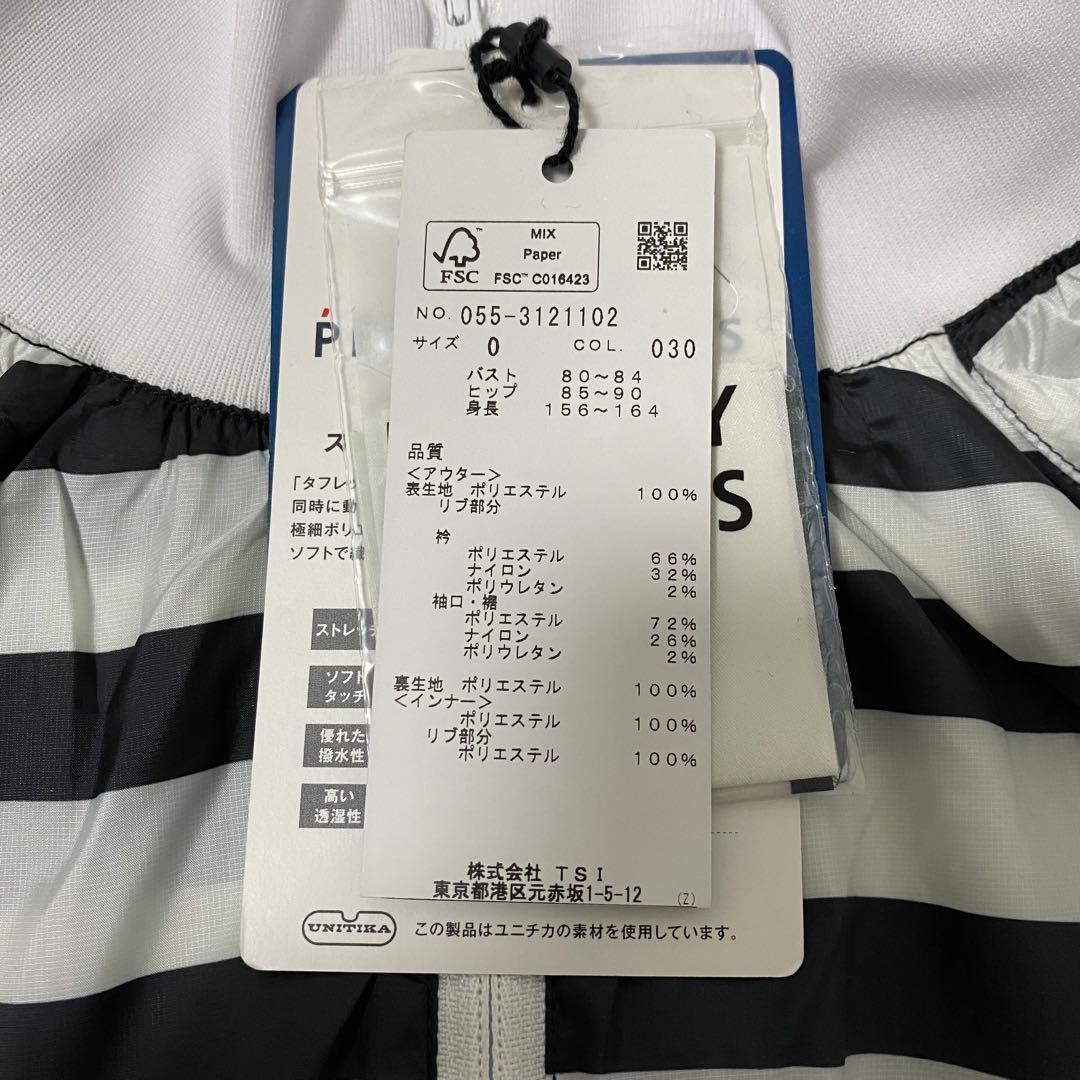 MIX
Paper
FSC™ C016423
FSC™
NO. 055-3121102
サイズ 0 COL. 030
バスト 80～84
ヒップ 85～90
身長 156～164
品質
＜アウター＞
表生地 ポリエステル 100%
リブ部分
衿
ポリエステル 66%
ナイロン 32%
ポリウレタン 2%
袖口・裾
ポリエステル 72%
ナイロン 26%
ポリウレタン 2%
裏生地 ポリエステル 100%
＜インナー＞
ポリエステル 100%
リブ部分
ポリエステル 100%
株式会社 TSI
東京都港区元赤坂1-5-12
(Z)
P
S
Y
S
ス
「タフレッ
同時に動
極細ポリエ
ソフトで繊
ストレッチ
ソフト
タッチ
優れた
撥水性
高い
透湿性
UNITIKA
この製品はユニチカの素材を使用しています。